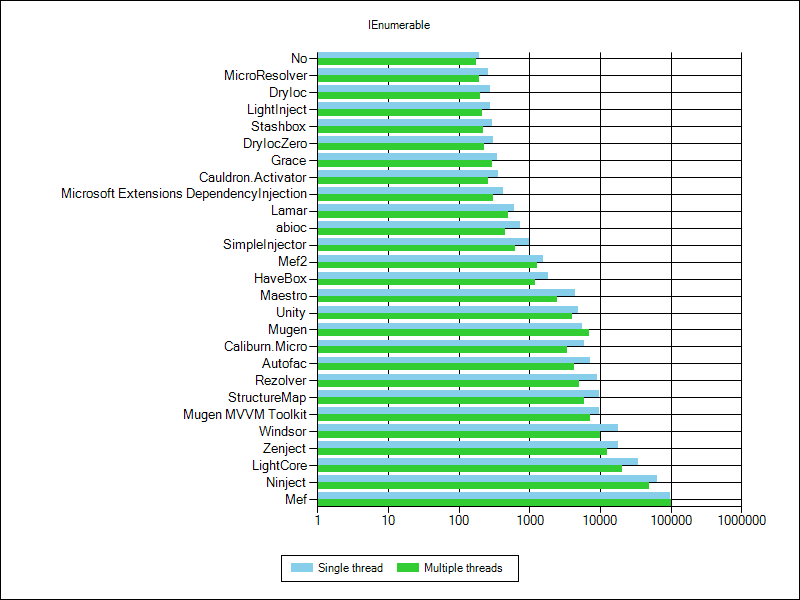 IEnumerable
No
MicroResolver
DryIoc
LightInject
Stashbox
DryIocZero
Grace
Cauldron.Activator
Microsoft Extensions DependencyInjection
Lamar
abioc
SimpleInjector
Mef2
HaveBox
Maestro
Unity
Mugen
Caliburn.Micro
Autofac
Rezolver
StructureMap
Mugen MVVM Toolkit
Windsor
Zenject
LightCore
Ninject
Mef
1 10 100 1000 10000 100000 1000000
Single thread Multiple threads